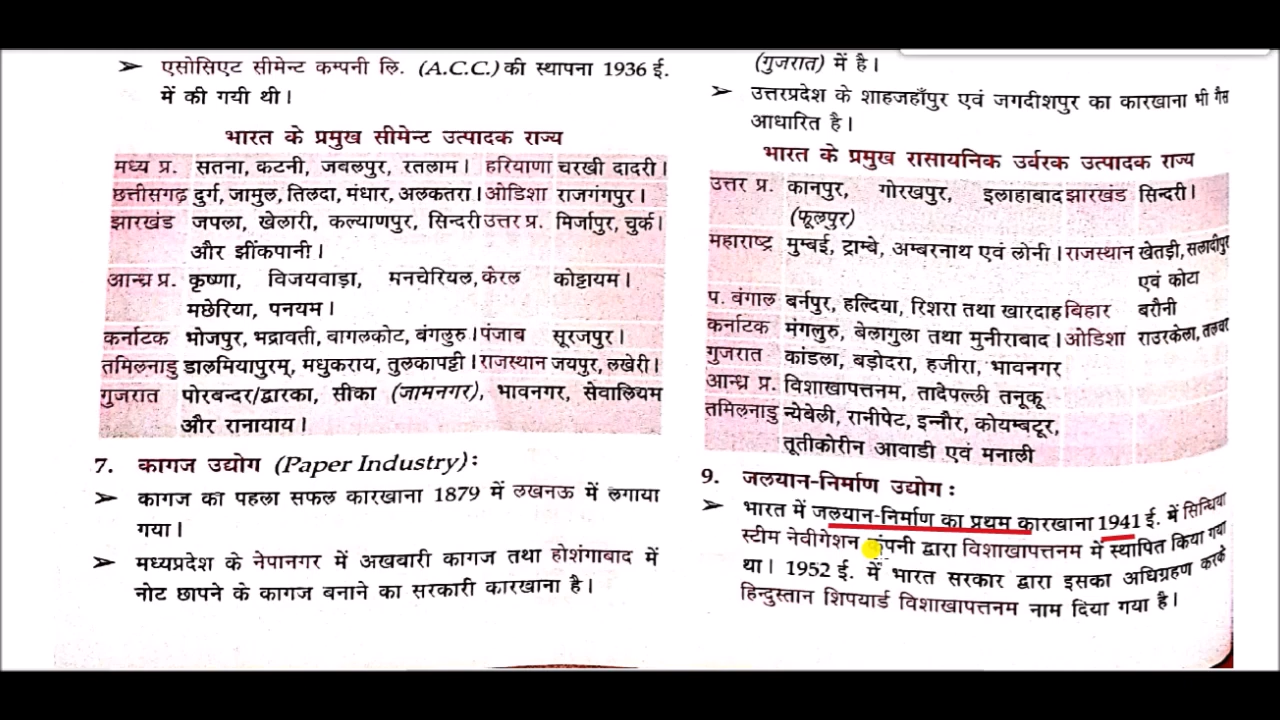 ➢ एसोसिएट सीमेन्ट कम्पनी लि. (A.C.C.) की स्थापना 1936 ई.
में की गयी थी।
भारत के प्रमुख सीमेन्ट उत्पादक राज्य
मध्य प्र. सतना, कटनी, जबलपुर, रतलाम। हरियाणा चरखी दादरी।
छत्तीसगढ़ दुर्ग, जामुल, तिलदा, मंधार, अलकतरा। ओडिशा राजगंगपुर।
झारखंड जपला, खेलारी, कल्याणपुर, सिन्दरी उत्तर प्र. मिर्जापुर, चुर्क।
और झींकपानी।
आन्ध्र प्र. कृष्णा, विजयवाड़ा, मनचेरियल, केरल कोट्टायम।
मछेरिया, पनयम।
कर्नाटक भोजपुर, भद्रावती, बागलकोट, बंगलुरु। पंजाब सूरजपुर।
तमिलनाडु डालमियापुरम्, मधुकराय, तुलकापट्टी। राजस्थान जयपुर, लखेरी।
गुजरात पोरबन्दर/द्वारका, सीका (जामनगर), भावनगर, सेवालियम
और रानायाय।
7. कागज उद्योग (Paper Industry):
➢ कागज का पहला सफल कारखाना 1879 में लखनऊ में लगाया
गया।
➢ मध्यप्रदेश के नेपानगर में अखबारी कागज तथा होशंगाबाद में
नोट छापने के कागज बनाने का सरकारी कारखाना है।
(गुजरात) में है।
➢ उत्तरप्रदेश के शाहजहाँपुर एवं जगदीशपुर का कारखाना भी गैस
आधारित है।
भारत के प्रमुख रासायनिक उर्वरक उत्पादक राज्य
उत्तर प्र. कानपुर, गोरखपुर, इलाहाबाद झारखंड सिन्दरी।
(फूलपुर)
महाराष्ट्र मुम्बई, ट्राम्बे, अम्बरनाथ एवं लोनी। राजस्थान खेतड़ी, सलादीपुर
एवं कोटा
प. बंगाल बर्नपुर, हल्दिया, रिशरा तथा खारदाह बिहार बरौनी
कर्नाटक मंगलुरु, बेलागुला तथा मुनीराबाद। ओडिशा राउरकेला, तलचर
गुजरात कांडला, बड़ोदरा, हजीरा, भावनगर
आन्ध्र प्र. विशाखापत्तनम, तादेपल्ली तनूकू
तमिलनाडु न्येबेली, रानीपेट, इन्नौर, कोयम्बटूर,
तूतीकोरीन आवाडी एवं मनाली
9. जलयान-निर्माण उद्योग:
➢ भारत में जलयान-निर्माण का प्रथम कारखाना 1941 ई. में सिन्धिया
स्टीम नेवीगेशन कंपनी द्वारा विशाखापत्तनम में स्थापित किया गया
था। 1952 ई. में भारत सरकार द्वारा इसका अधिग्रहण करके
हिन्दुस्तान शिपयार्ड विशाखापत्तनम नाम दिया गया है।